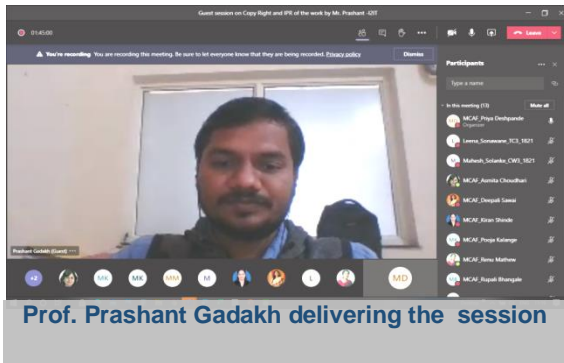 Guest session on Copy Right and IPR of the work by Mr. Prashant -I2IT
01:45:00
Leave
You're recording You are recording this meeting. Be sure to let everyone know that they are being recorded. Privacy policy
Dismiss
Participants
Type a name
In this meeting (13)
Mute all
MCAF_Priya Deshpande
Organizer
Leena_Sonawane_TC3_1821
Mahesh_Solanke_CW3_1821
MCAF_Asmita Choudhari
MCAF_Deepali Sawai
MCAF_Kiran Shinde
MCAF_Pooja Kalange
MCAF_Renu Mathew
MCAF_Rupali Bhangale
Prashant Gadakh (Guest)
+2
MK
MK
MM
M
L
MD
Prof. Prashant Gadakh delivering the session